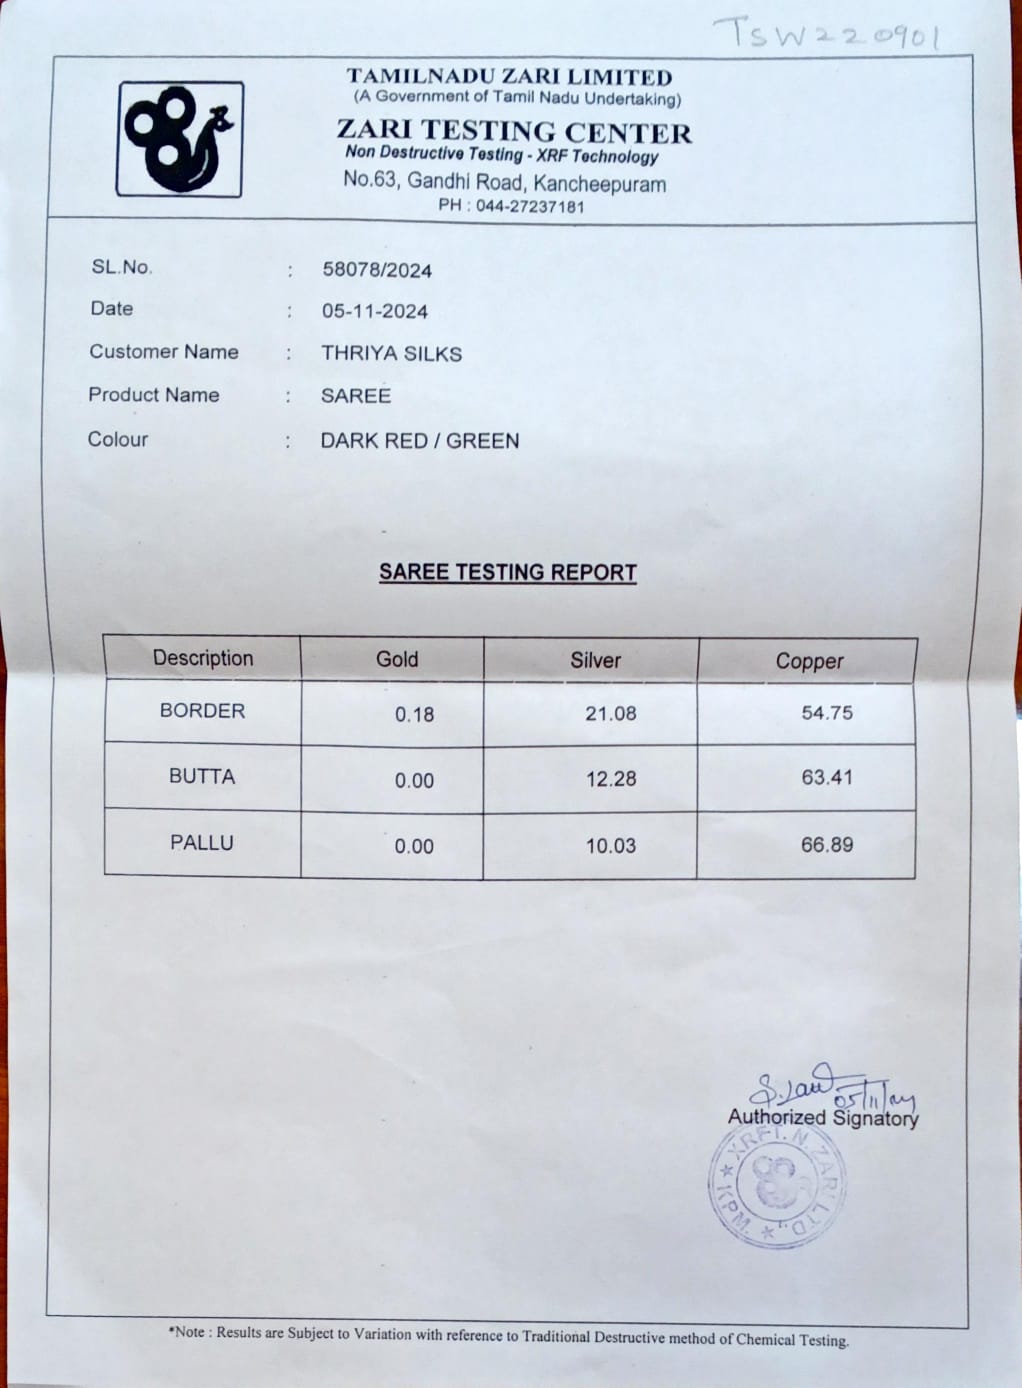 TSW220901
TAMILNADU ZARI LIMITED
(A Government of Tamil Nadu Undertaking)
ZARI TESTING CENTER
Non Destructive Testing - XRF Technology
No.63, Gandhi Road, Kancheepuram
PH : 044-27237181
SL.No. : 58078/2024
Date : 05-11-2024
Customer Name : THRIYA SILKS
Product Name : SAREE
Colour : DARK RED / GREEN
SAREE TESTING REPORT
Description Gold Silver Copper
BORDER 0.18 21.08 54.75
BUTTA 0.00 12.28 63.41
PALLU 0.00 10.03 66.89
05/11/24
Authorized Signatory
XRF T. N. ZARI LTD., * KPM. *
*Note : Results are Subject to Variation with reference to Traditional Destructive method of Chemical Testing.